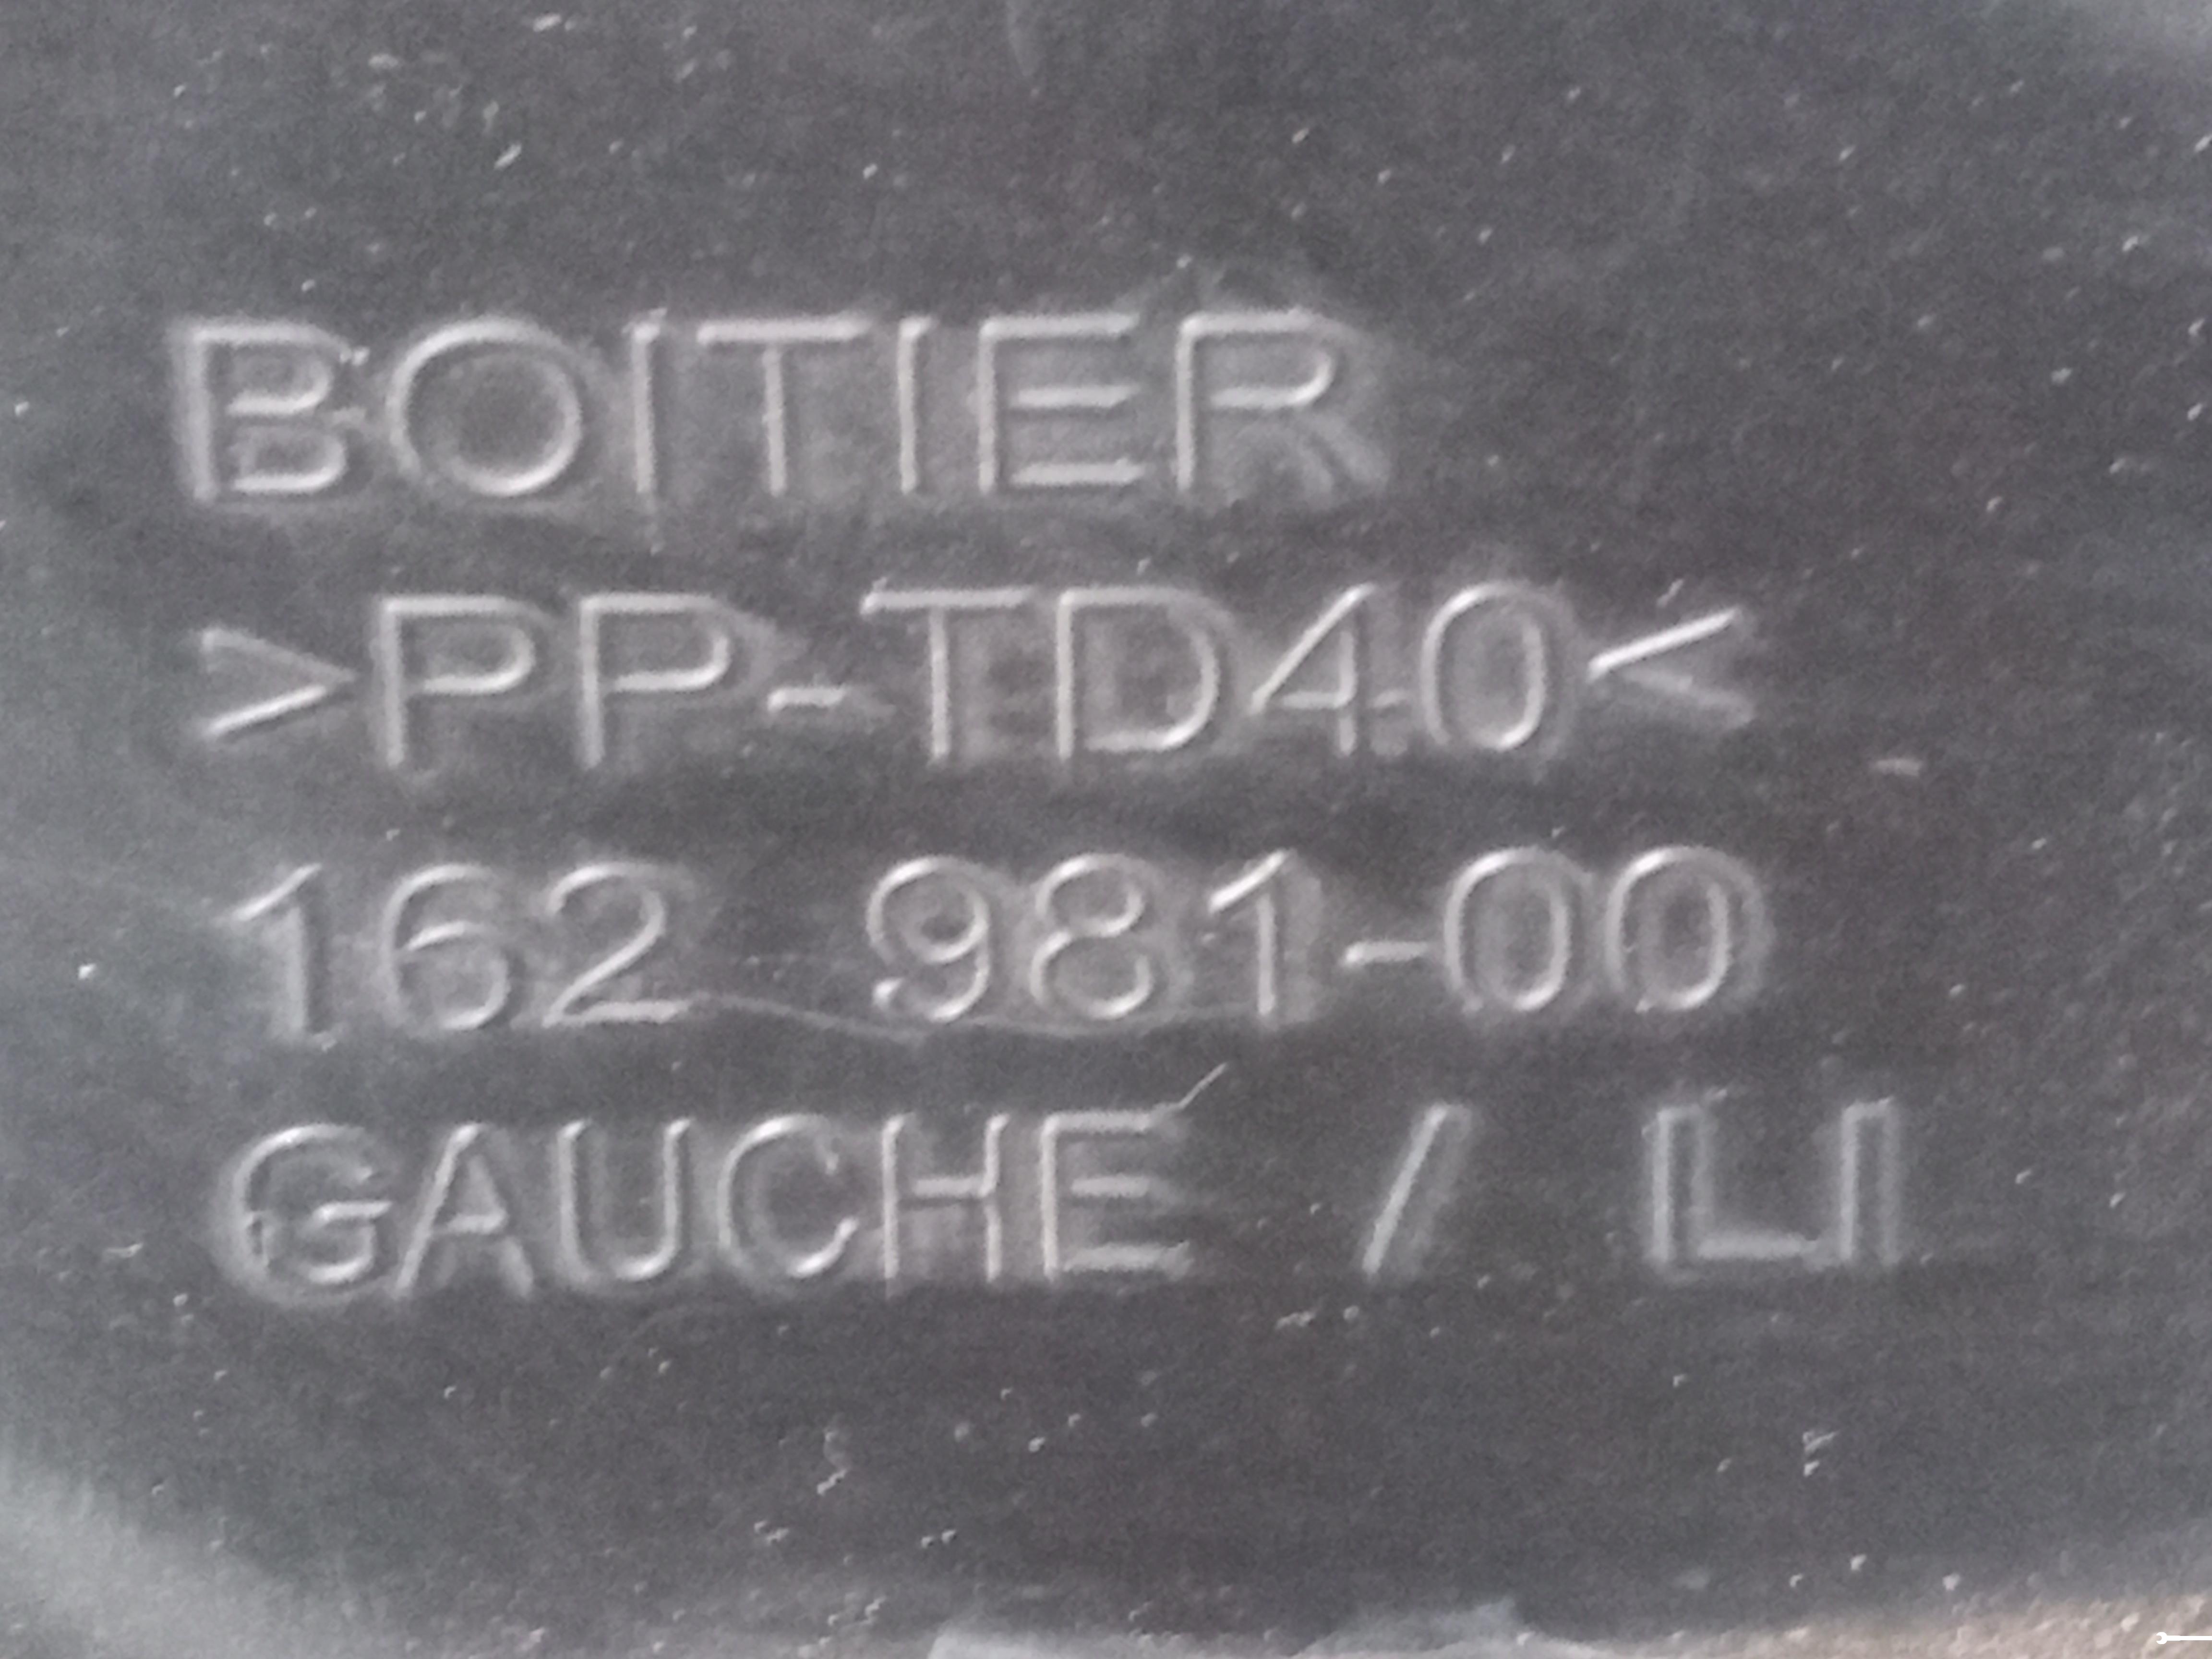 BOITIER
>PP-TD40<
162 981-00
GAUCHE / LI